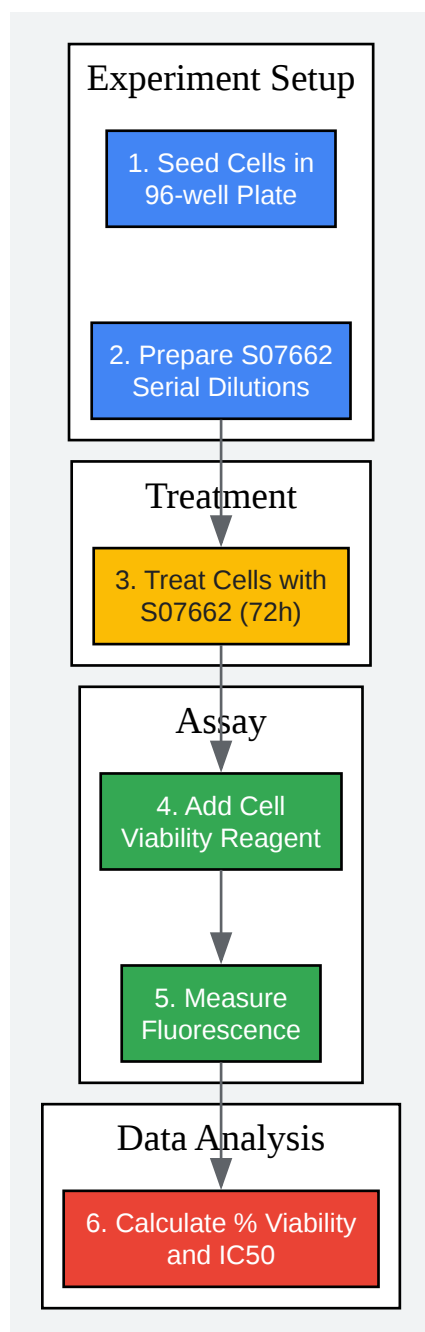 Experiment Setup
1. Seed Cells in
96-well Plate
2. Prepare S07662
Serial Dilutions
Treatment
3. Treat Cells with
S07662 (72h)
Assay
4. Add Cell
Viability Reagent
5. Measure
Fluorescence
Data Analysis
6. Calculate % Viability
and IC50